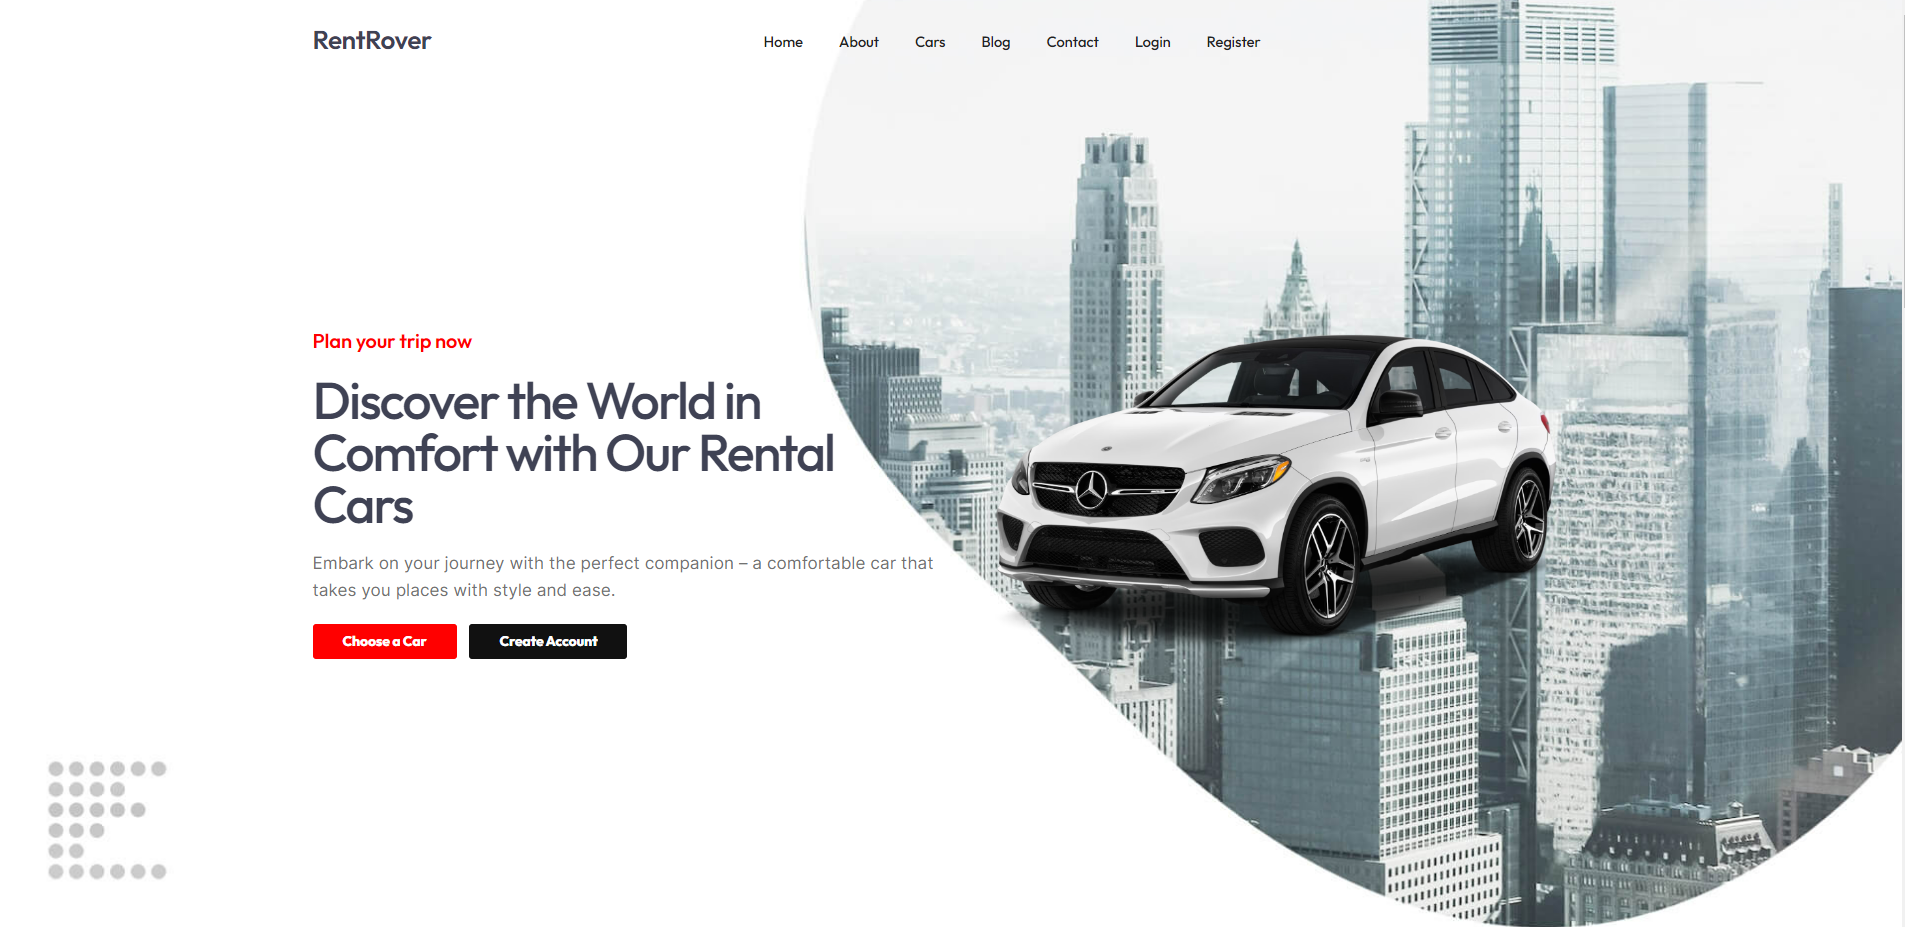 RentRover
Home About Cars Blog Contact Login Register
Plan your trip now
Discover the World in
Comfort with Our Rental
Cars
Embark on your journey with the perfect companion – a comfortable car that
takes you places with style and ease.
Choose a Car Create Account